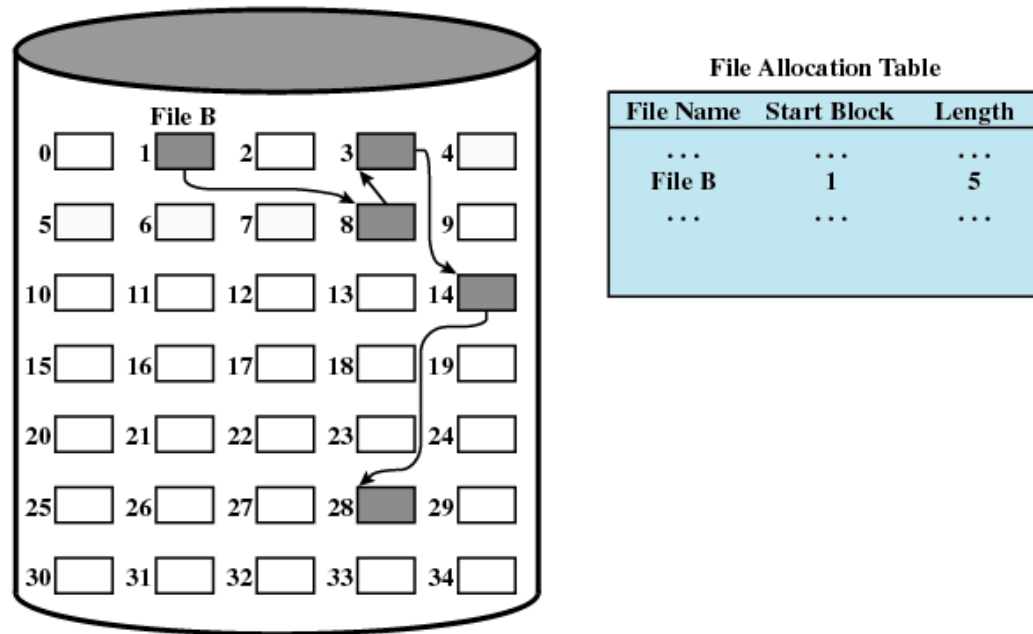 File B
0 1 2 3 4
5 6 7 8 9
10 11 12 13 14
15 16 17 18 19
20 21 22 23 24
25 26 27 28 29
30 31 32 33 34
File Allocation Table
File Name Start Block Length
. . . . . . . . .
File B 1 5
. . . . . . . . .